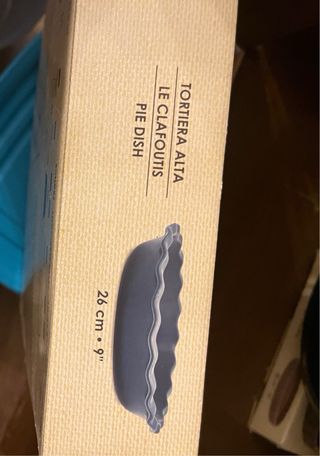 TORTIERA ALTA
LE CLAFOUTIS
PIE DISH
26 cm • 9"